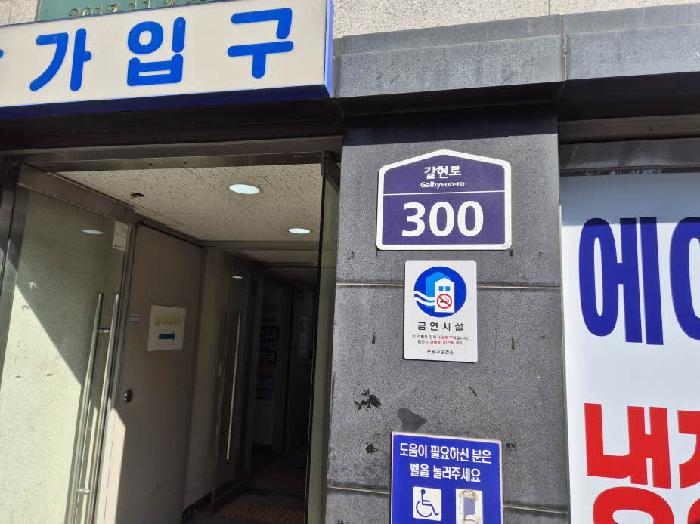 가입구
갈현로
Galhyeon-ro
300
금연시설
도움이 필요하신 분은
벨을 눌러주세요
에어
냉